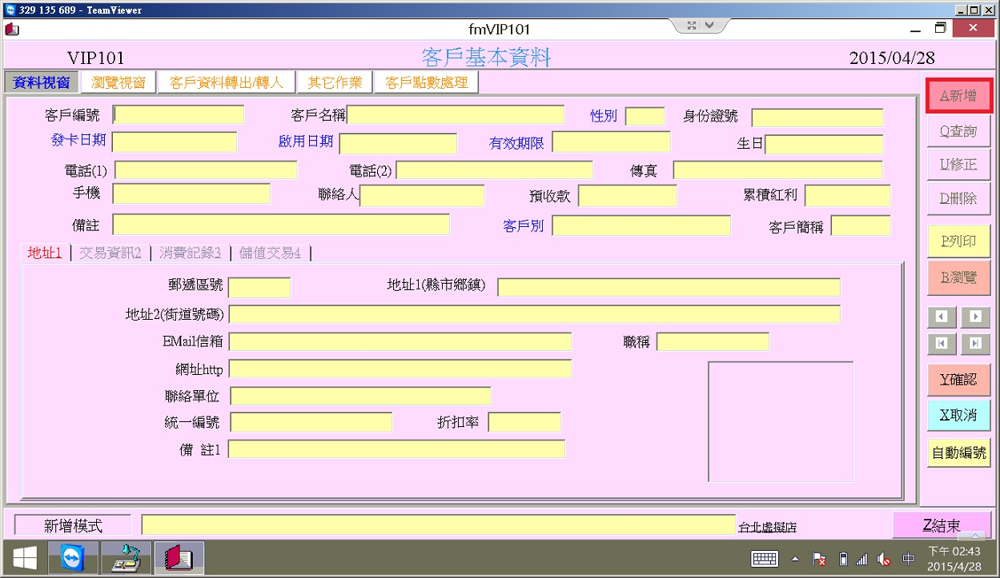 329 135 689 - TeamViewer
fmVIP101
VIP101 客戶基本資料 2015/04/28
資料視窗 瀏覽視窗 客戶資料轉出/轉入 其它作業 客戶點數處理
客戶編號 客戶名稱 性別 身份證號
發卡日期 啟用日期 有效期限 生日
電話(1) 電話(2) 傳真
手機 聯絡人 預收款 累積紅利
備註 客戶別 客戶簡稱
地址1 交易資訊2 消費記錄3 儲值交易4
郵遞區號 地址1(縣市鄉鎮)
地址2(街道號碼)
EMail信箱 職稱
網址http
聯絡單位
統一編號 折扣率
備 註1
A新增
Q查詢
U修正
D刪除
P列印
B瀏覽
Y確認
X取消
自動編號
新增模式 台北虛擬店 Z結束
中 下午 02:43
2015/4/28